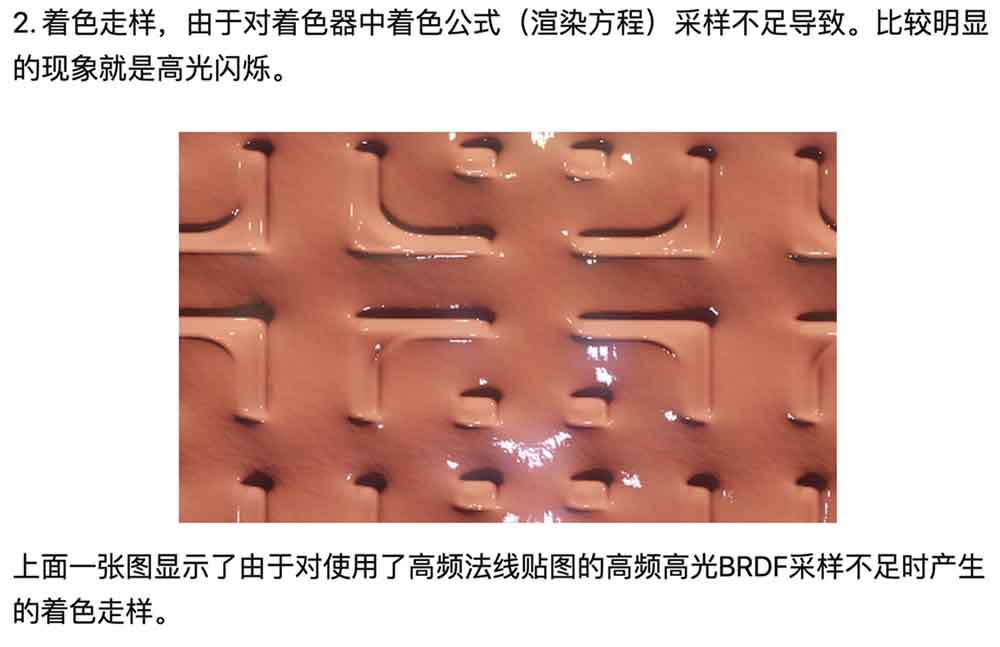 2. 着色走样，由于对着色器中着色公式（渲染方程）采样不足导致。比较明显
的现象就是高光闪烁。
上面一张图显示了由于对使用了高频法线贴图的高频高光BRDF采样不足时产生
的着色走样。